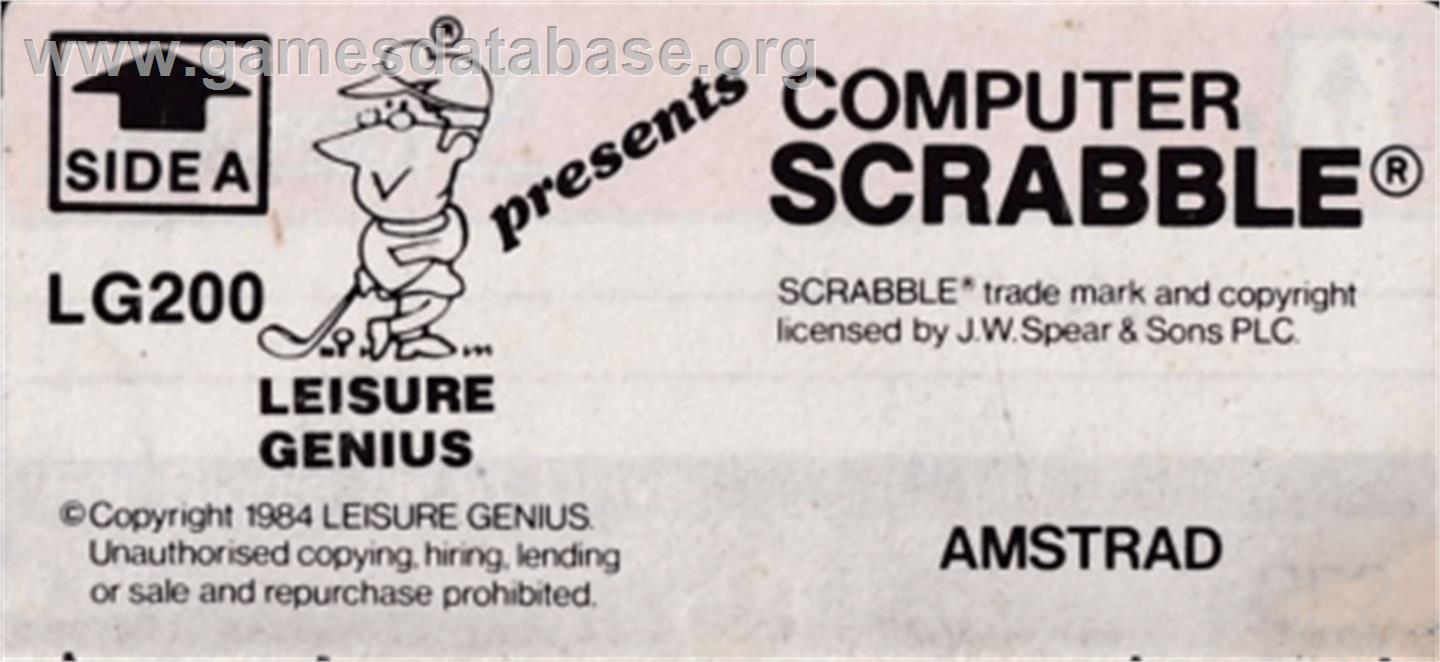 www.gamesdatabase.org
SIDE A
LG200
LEISURE
GENIUS
®
presents
COMPUTER
SCRABBLE®
SCRABBLE® trade mark and copyright
licensed by J.W. Spear & Sons PLC.
© Copyright 1984 LEISURE GENIUS.
Unauthorised copying, hiring, lending
or sale and repurchase prohibited.
AMSTRAD